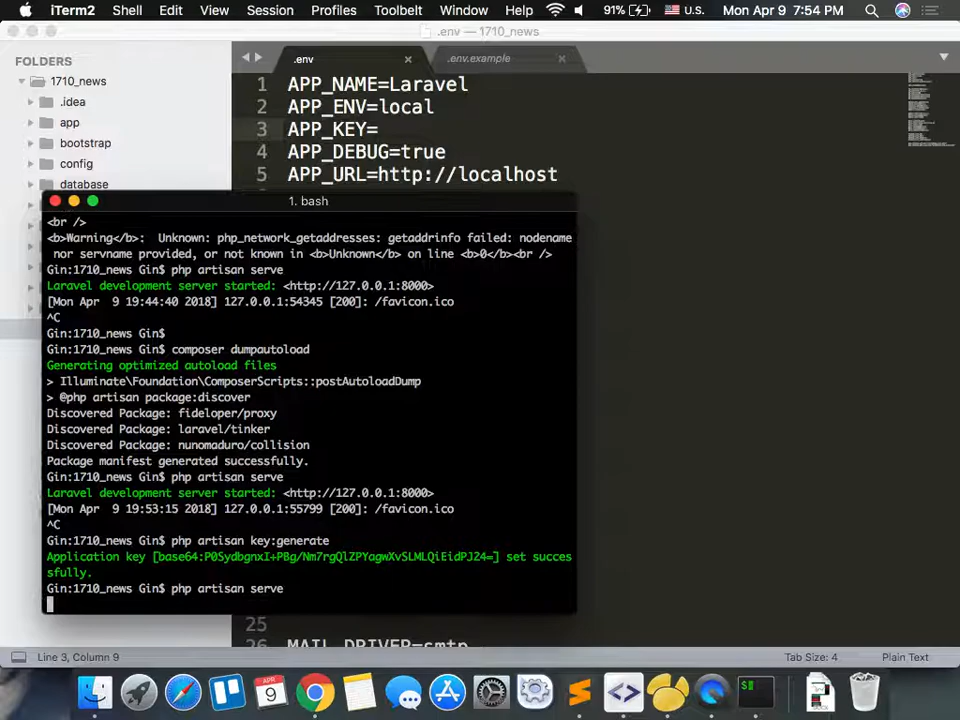 iTerm2 Shell Edit View Session Profiles Toolbelt Window Help 91% U.S. Mon Apr 9 7:54 PM
.env — 1710_news
FOLDERS
1710_news
.idea
app
bootstrap
config
database
.env
.env.example
1 APP_NAME=Laravel
2 APP_ENV=local
3 APP_KEY=
4 APP_DEBUG=true
5 APP_URL=http://localhost
1. bash
<br />
<b>Warning</b>:  Unknown: php_network_getaddresses: getaddrinfo failed: nodename
nor servname provided, or not known in <b>Unknown</b> on line <b>0</b><br />
Gin:1710_news Gin$ php artisan serve
Laravel development server started: <http://127.0.0.1:8000>
[Mon Apr  9 19:44:40 2018] 127.0.0.1:54345 [200]: /favicon.ico
^C
Gin:1710_news Gin$
Gin:1710_news Gin$ composer dumpautoload
Generating optimized autoload files
> Illuminate\Foundation\ComposerScripts::postAutoloadDump
> @php artisan package:discover
Discovered Package: fideloper/proxy
Discovered Package: laravel/tinker
Discovered Package: nunomaduro/collision
Package manifest generated successfully.
Gin:1710_news Gin$ php artisan serve
Laravel development server started: <http://127.0.0.1:8000>
[Mon Apr  9 19:53:15 2018] 127.0.0.1:55799 [200]: /favicon.ico
^C
Gin:1710_news Gin$ php artisan key:generate
Application key [base64:P0SydbgnxI+PBg/Nm7rgQlZPYagwXvSLMLQiEidPJ24=] set succes
sfully.
Gin:1710_news Gin$ php artisan serve
25
26 MAIL_DRIVER=smtp
Line 3, Column 9
Tab Size: 4
Plain Text
APR
9